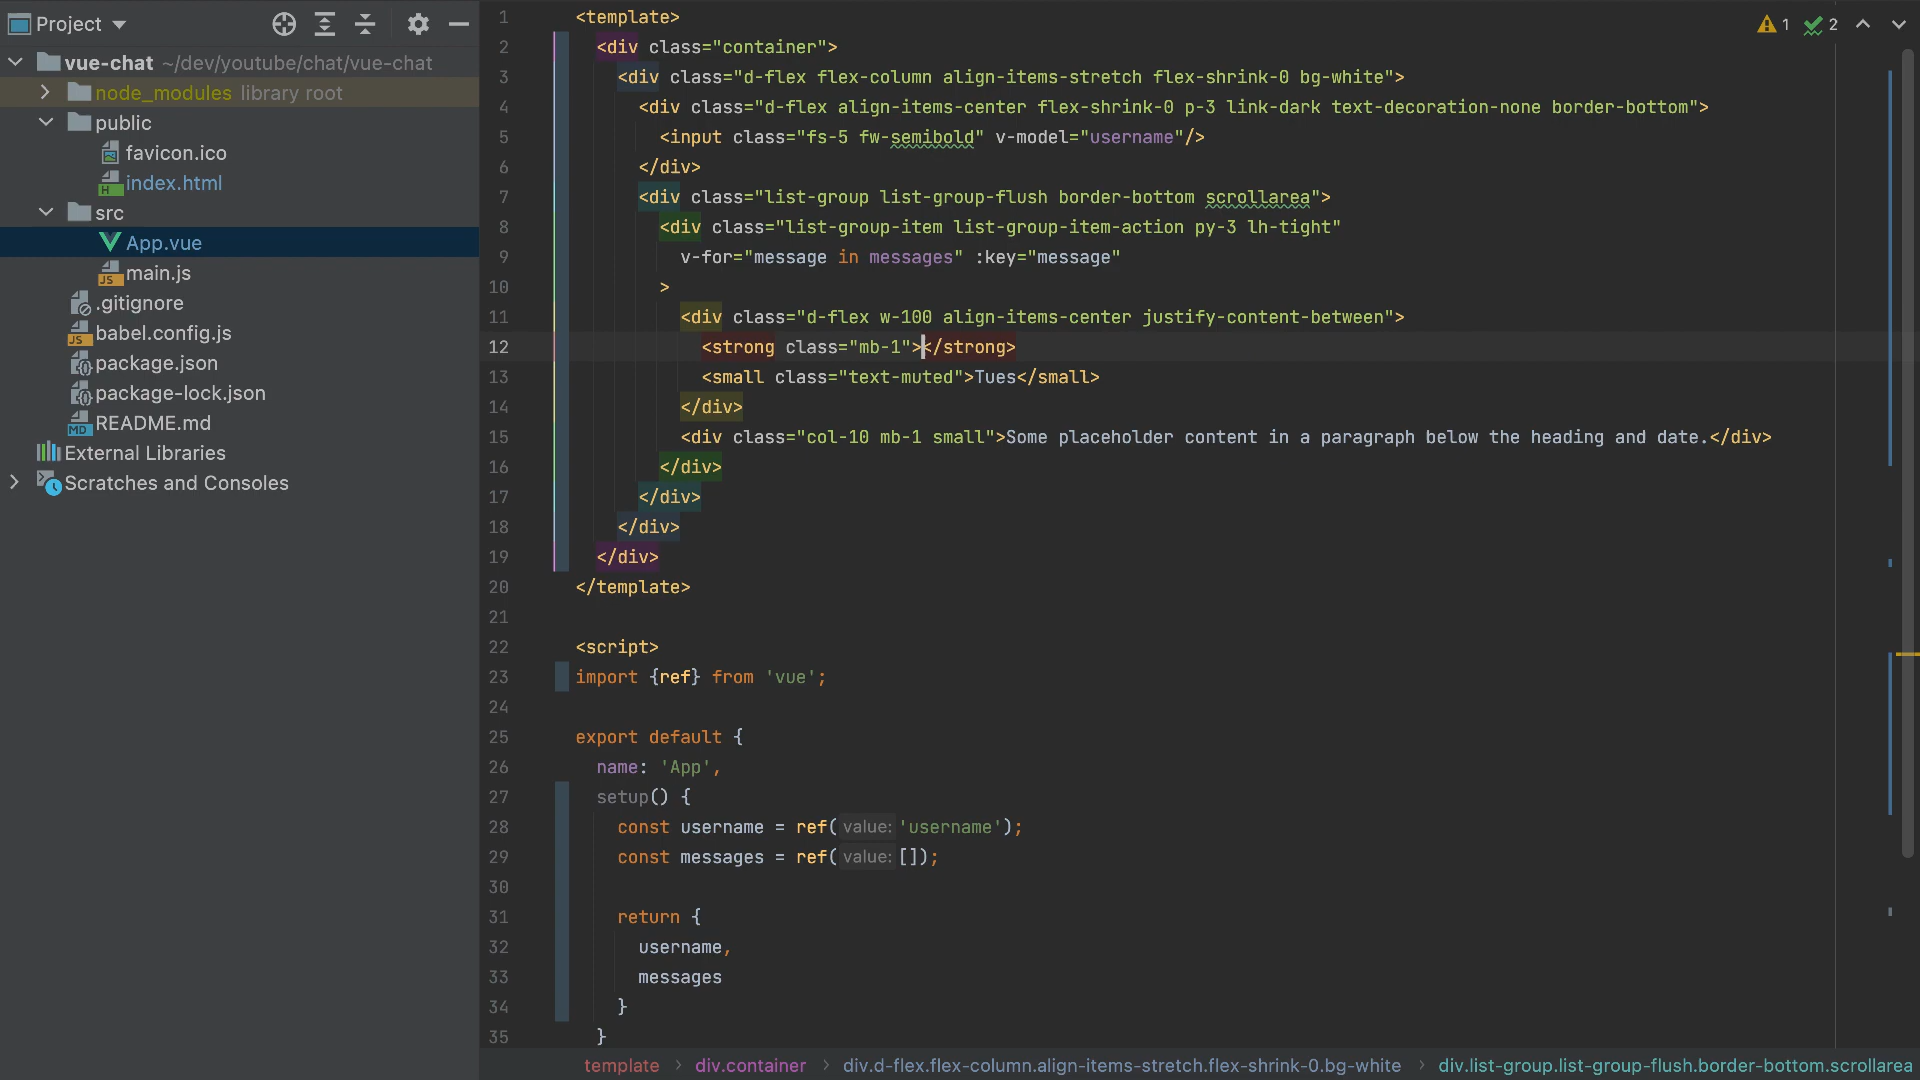 Project
vue-chat ~/dev/youtube/chat/vue-chat
node_modules library root
public
favicon.ico
index.html
src
App.vue
main.js
.gitignore
babel.config.js
package.json
package-lock.json
README.md
External Libraries
Scratches and Consoles
1 2
1 <template>
2 <div class="container">
3 <div class="d-flex flex-column align-items-stretch flex-shrink-0 bg-white">
4 <div class="d-flex align-items-center flex-shrink-0 p-3 link-dark text-decoration-none border-bottom">
5 <input class="fs-5 fw-semibold" v-model="username"/>
6 </div>
7 <div class="list-group list-group-flush border-bottom scrollarea">
8 <div class="list-group-item list-group-item-action py-3 lh-tight"
9 v-for="message in messages" :key="message"
10 >
11 <div class="d-flex w-100 align-items-center justify-content-between">
12 <strong class="mb-1"></strong>
13 <small class="text-muted">Tues</small>
14 </div>
15 <div class="col-10 mb-1 small">Some placeholder content in a paragraph below the heading and date.</div>
16 </div>
17 </div>
18 </div>
19 </div>
20 </template>
21
22 <script>
23 import {ref} from 'vue';
24
25 export default {
26 name: 'App',
27 setup() {
28 const username = ref( value: 'username');
29 const messages = ref( value: []);
30
31 return {
32 username,
33 messages
34 }
35 }
template > div.container > div.d-flex.flex-column.align-items-stretch.flex-shrink-0.bg-white > div.list-group.list-group-flush.border-bottom.scrollarea